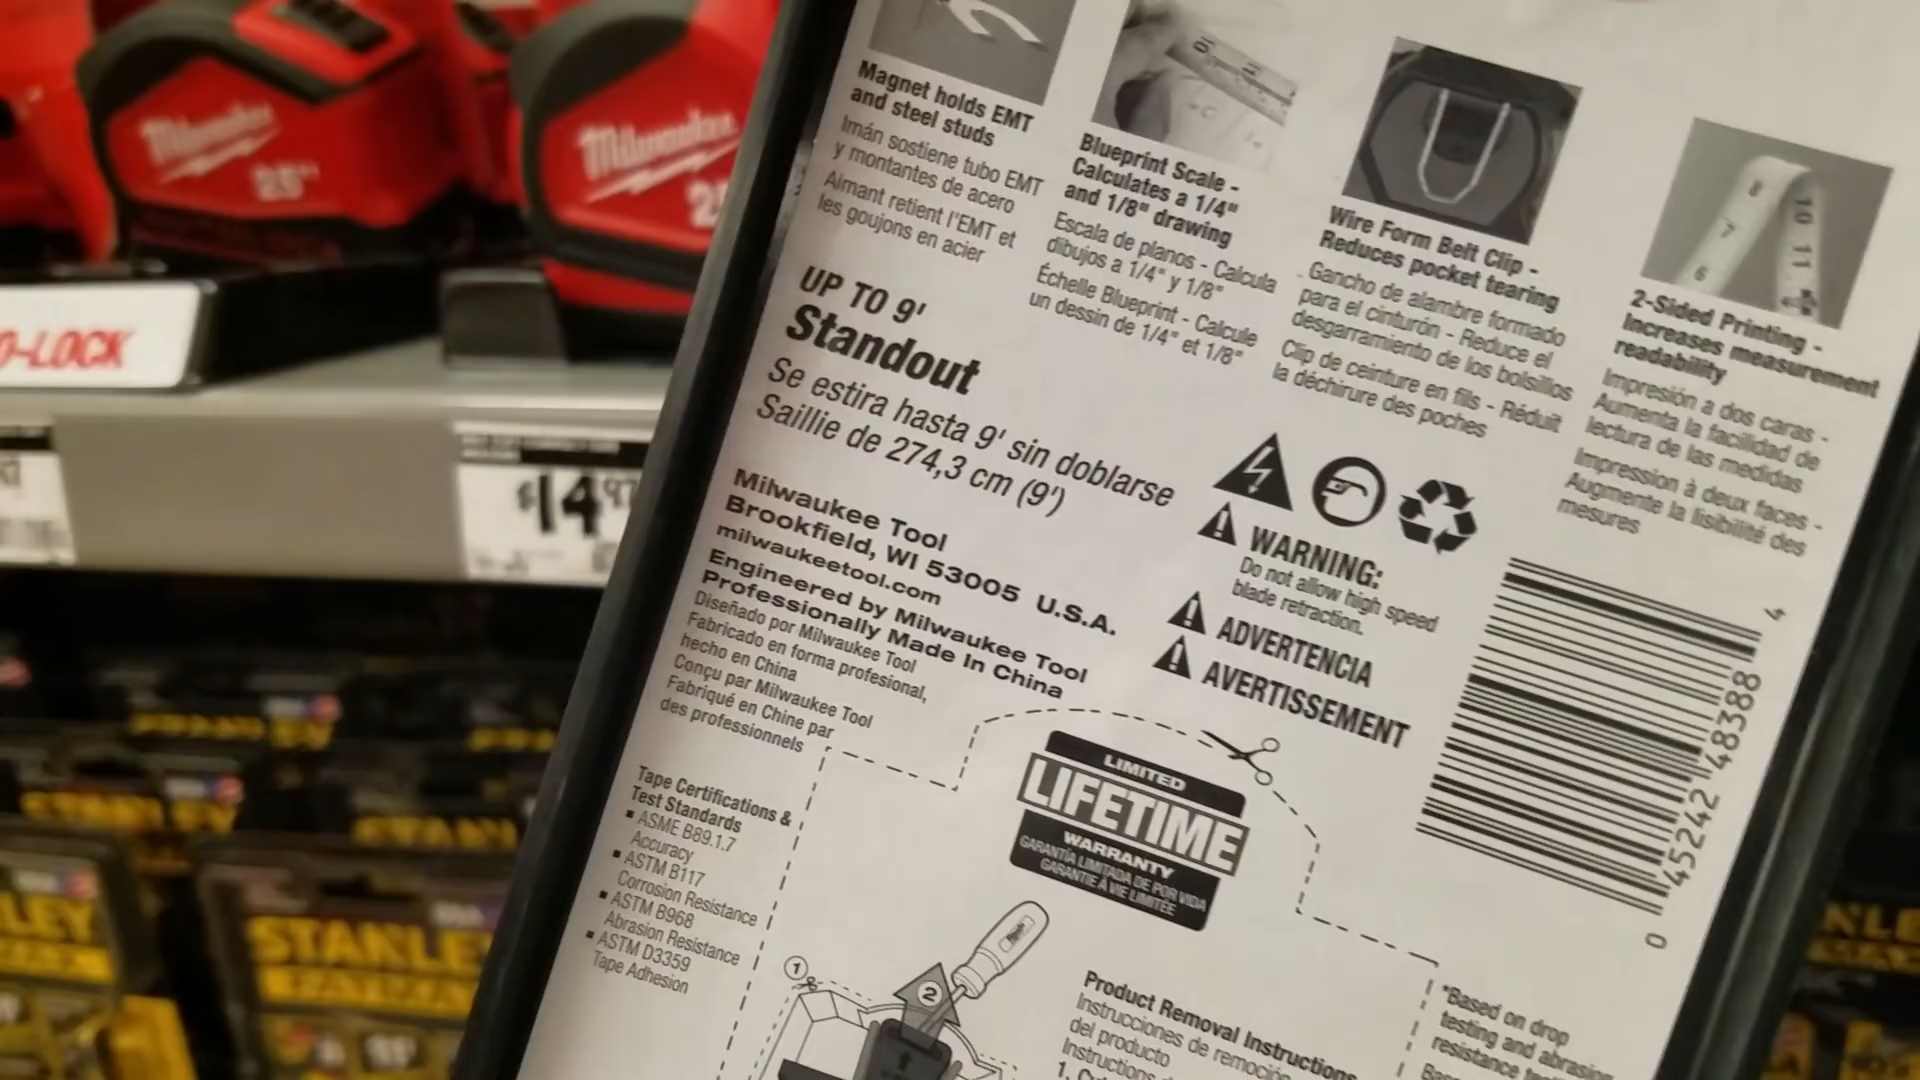 Milwaukee
25'
Milwaukee
O-LOCK
$14 97
STANLEY
Magnet holds EMT
and steel studs
Imán sostiene tubo EMT
y montantes de acero
Aimant retient l'EMT et
les goujons en acier
Blueprint Scale -
Calculates a 1/4"
and 1/8" drawing
Escala de planos - Calcula
dibujos a 1/4" y 1/8"
Échelle Blueprint - Calcule
un dessin de 1/4" et 1/8"
Wire Form Belt Clip -
Reduces pocket tearing
Gancho de alambre formado
para el cinturón - Reduce el
desgarramiento de los bolsillos
Clip de ceinture en fils - Réduit
la déchirure des poches
2-Sided Printing -
Increases measurement
readability
Impresión a dos caras -
Aumenta la facilidad de
lectura de las medidas
Impression à deux faces -
Augmente la lisibilité des
mesures
UP TO 9'
Standout
Se estira hasta 9' sin doblarse
Saillie de 274,3 cm (9')
Milwaukee Tool
Brookfield, WI 53005 U.S.A.
milwaukeetool.com
Engineered by Milwaukee Tool
Professionally Made In China
Diseñado por Milwaukee Tool
Fabricado en forma profesional,
hecho en China
Conçu par Milwaukee Tool
Fabriqué en Chine par
des professionnels
WARNING:
Do not allow high speed
blade retraction.
ADVERTENCIA
AVERTISSEMENT
0 45242 48388 4
Tape Certifications &
Test Standards
▪ ASME B89.1.7
Accuracy
▪ ASTM B117
Corrosion Resistance
▪ ASTM B968
Abrasion Resistance
▪ ASTM D3359
Tape Adhesion
LIMITED
LIFETIME
WARRANTY
GARANTÍA LIMITADA DE POR VIDA
GARANTIE À VIE LIMITÉE
1
2
Product Removal Instructions
Instrucciones de remoción
del producto
Instructions
*Based on drop
testing and abrasion